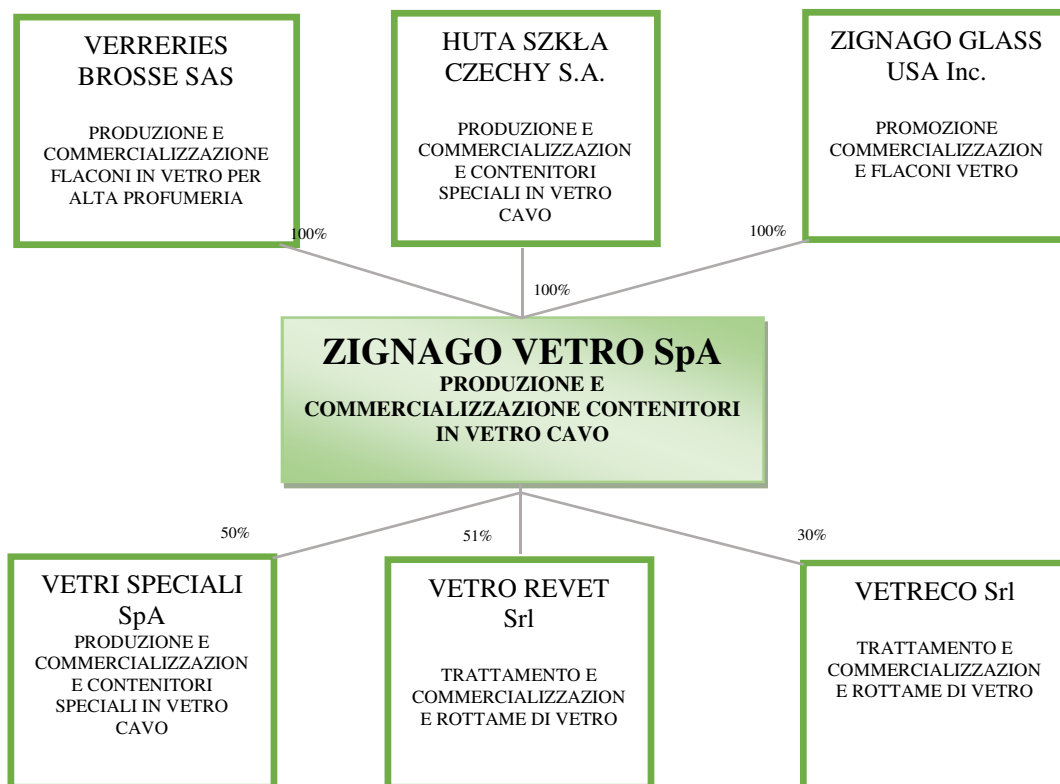 VERRERIES
BROSSE SAS
PRODUZIONE E
COMMERCIALIZZAZIONE
FLACONI IN VETRO PER
ALTA PROFUMERIA
HUTA SZKŁA
CZECHY S.A.
PRODUZIONE E
COMMERCIALIZZAZION
E CONTENITORI
SPECIALI IN VETRO
CAVO
ZIGNAGO GLASS
USA Inc.
PROMOZIONE
COMMERCIALIZZAZION
E FLACONI VETRO
100%
100%
100%
ZIGNAGO VETRO SpA
PRODUZIONE E
COMMERCIALIZZAZIONE CONTENITORI
IN VETRO CAVO
50%
51%
30%
VETRI SPECIALI
SpA
PRODUZIONE E
COMMERCIALIZZAZION
E CONTENITORI
SPECIALI IN VETRO
CAVO
VETRO REVET
Srl
TRATTAMENTO E
COMMERCIALIZZAZION
E ROTTAME DI VETRO
VETRECO Srl
TRATTAMENTO E
COMMERCIALIZZAZION
E ROTTAME DI VETRO